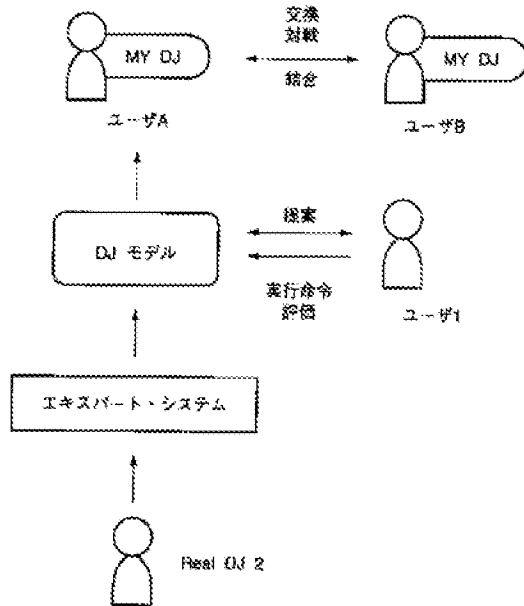 交換
対戦
MY DJ
MY DJ
結合
ユーザA
ユーザB
提案
DJ モデル
実行命令
評価
ユーザ1
エキスパート・システム
Real DJ 2